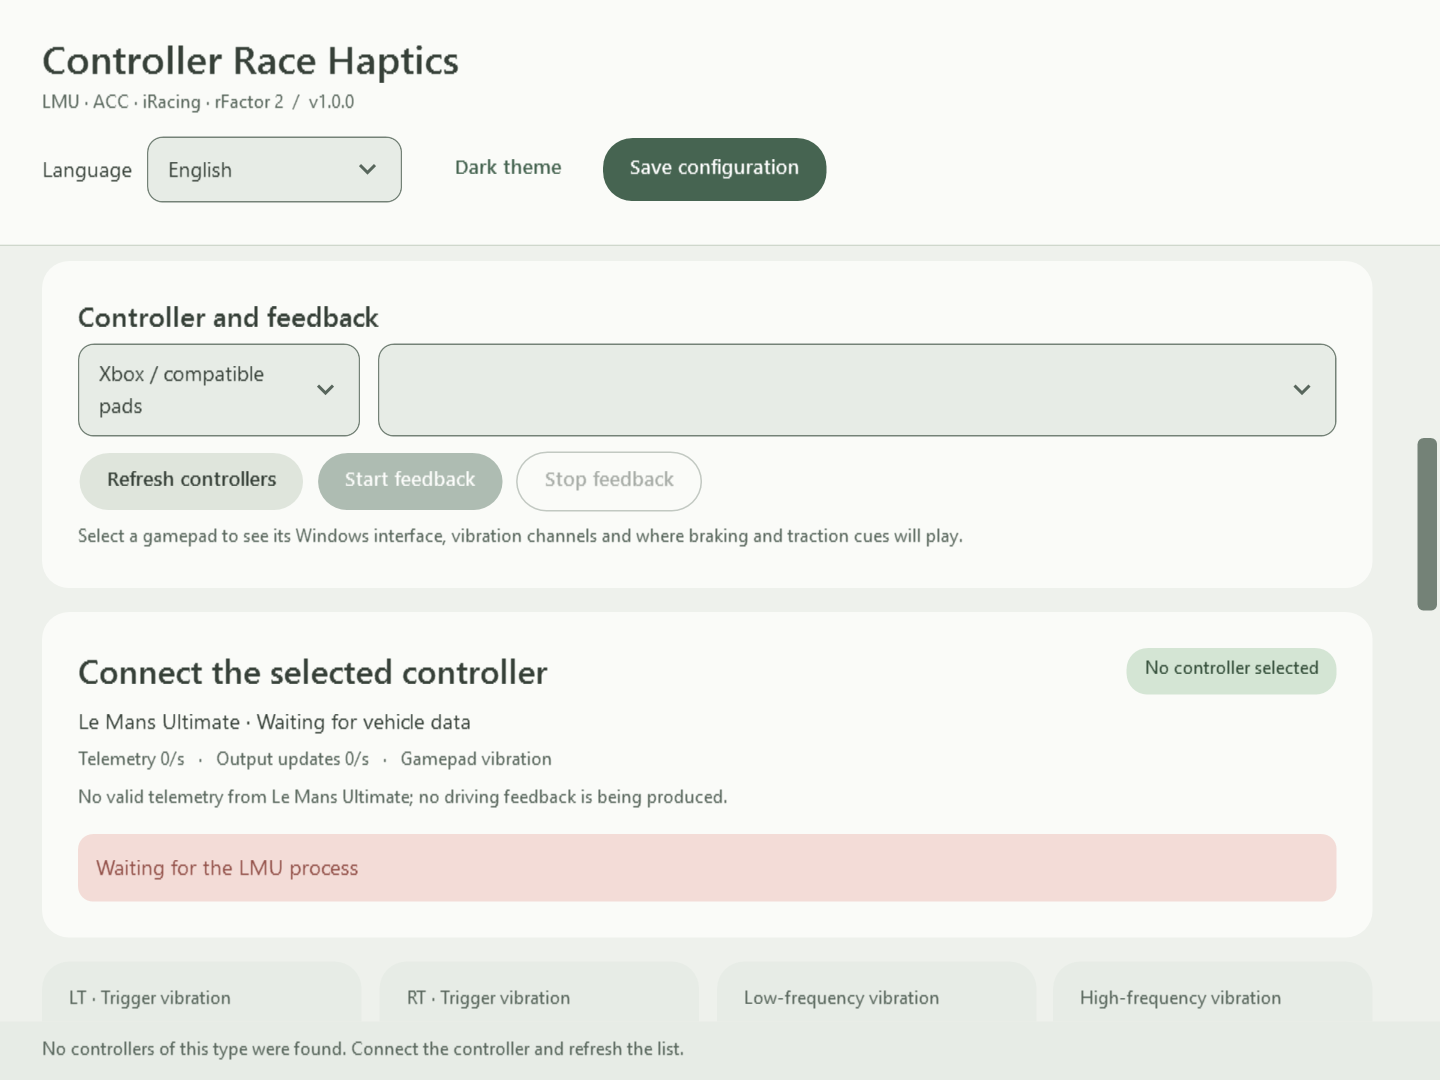 Controller Race Haptics
LMU · ACC · iRacing · rFactor 2 / v1.0.0
Language
English
Dark theme
Save configuration
Controller and feedback
Xbox / compatible
pads
Refresh controllers
Start feedback
Stop feedback
Select a gamepad to see its Windows interface, vibration channels and where braking and traction cues will play.
Connect the selected controller
No controller selected
Le Mans Ultimate · Waiting for vehicle data
Telemetry 0/s · Output updates 0/s · Gamepad vibration
No valid telemetry from Le Mans Ultimate; no driving feedback is being produced.
Waiting for the LMU process
LT · Trigger vibration
RT · Trigger vibration
Low-frequency vibration
High-frequency vibration
No controllers of this type were found. Connect the controller and refresh the list.